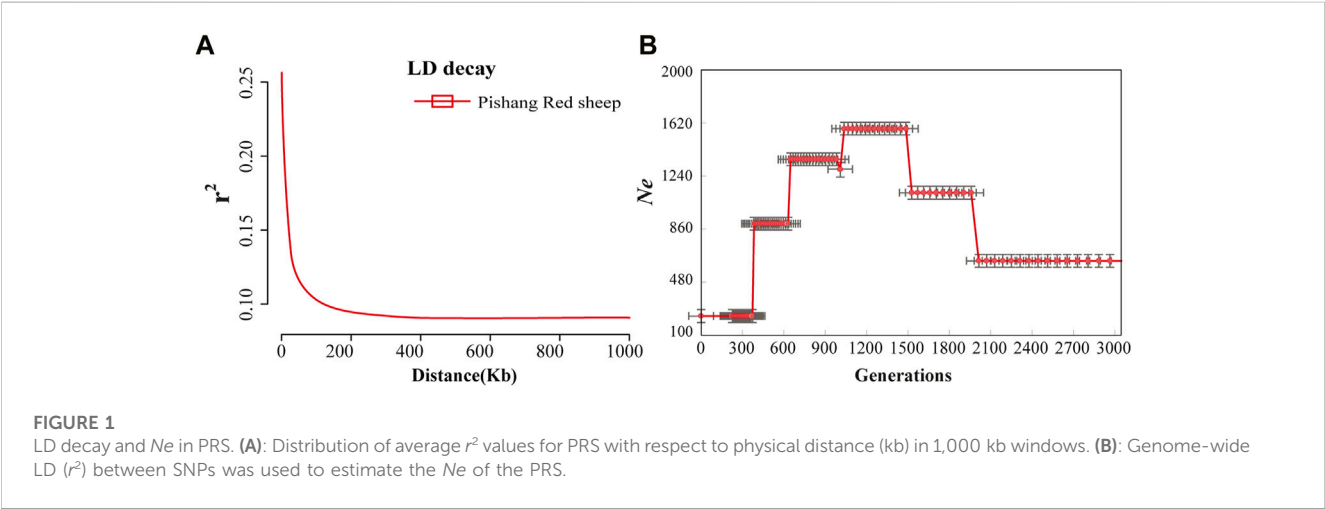 A
LD decay
Pishang Red sheep
r²
0.25
0.20
0.15
0.10
0 200 400 600 800 1000
Distance(Kb)
B
Ne
2000
1620
1240
860
480
100
0 300 600 900 1200 1500 1800 2100 2400 2700 3000
Generations
FIGURE 1
LD decay and Ne in PRS. (A): Distribution of average r² values for PRS with respect to physical distance (kb) in 1,000 kb windows. (B): Genome-wide
LD (r²) between SNPs was used to estimate the Ne of the PRS.